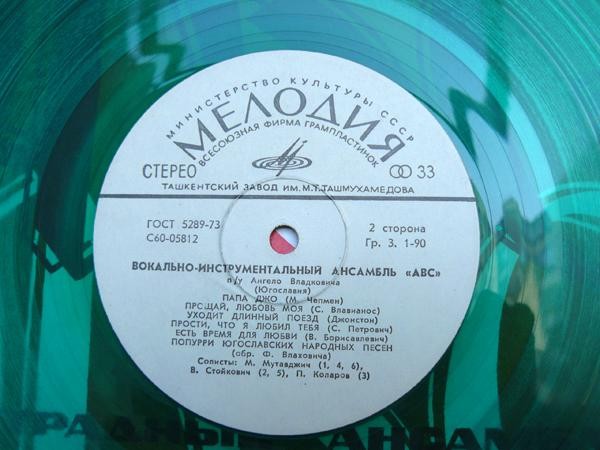 МИНИСТЕРСТВО КУЛЬТУРЫ СССР
МЕЛОДИЯ
ВСЕСОЮЗНАЯ ФИРМА ГРАМПЛАСТИНОК
СТЕРЕО 33
ТАШКЕНТСКИЙ ЗАВОД ИМ. М.Т.ТАШМУХАМЕДОВА
ГОСТ 5289-73 2 сторона
С60-05812 Гр. 3. 1-90
ВОКАЛЬНО-ИНСТРУМЕНТАЛЬНЫЙ АНСАМБЛЬ «АВС»
п/у Ангело Владковича
(Югославия)
ПАПА ДЖО (М. Чепмен)
ПРОЩАЙ, ЛЮБОВЬ МОЯ (С. Влавианос)
УХОДИТ ДЛИННЫЙ ПОЕЗД (Джонстон)
ПРОСТИ, ЧТО Я ЛЮБИЛ ТЕБЯ (С. Петрович)
ЕСТЬ ВРЕМЯ ДЛЯ ЛЮБВИ (В. Борисавлевич)
ПОПУРРИ ЮГОСЛАВСКИХ НАРОДНЫХ ПЕСЕН
(обр. Ф. Влаховича)
Солисты: М. Мутавджич (1, 4, 6),
В. Стойкович (2, 5), П. Коларов (3)